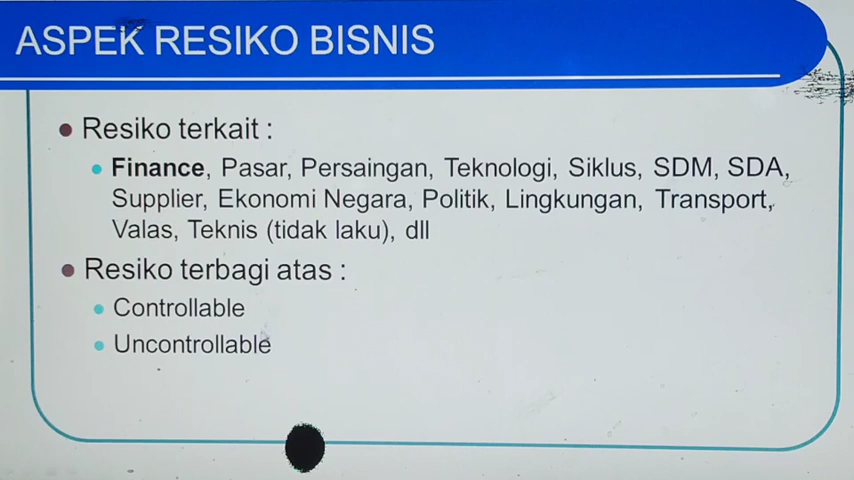 ASPEK RESIKO BISNIS
Resiko terkait :
Finance, Pasar, Persaingan, Teknologi, Siklus, SDM, SDA,
Supplier, Ekonomi Negara, Politik, Lingkungan, Transport,
Valas, Teknis (tidak laku), dll
Resiko terbagi atas :
Controllable
Uncontrollable